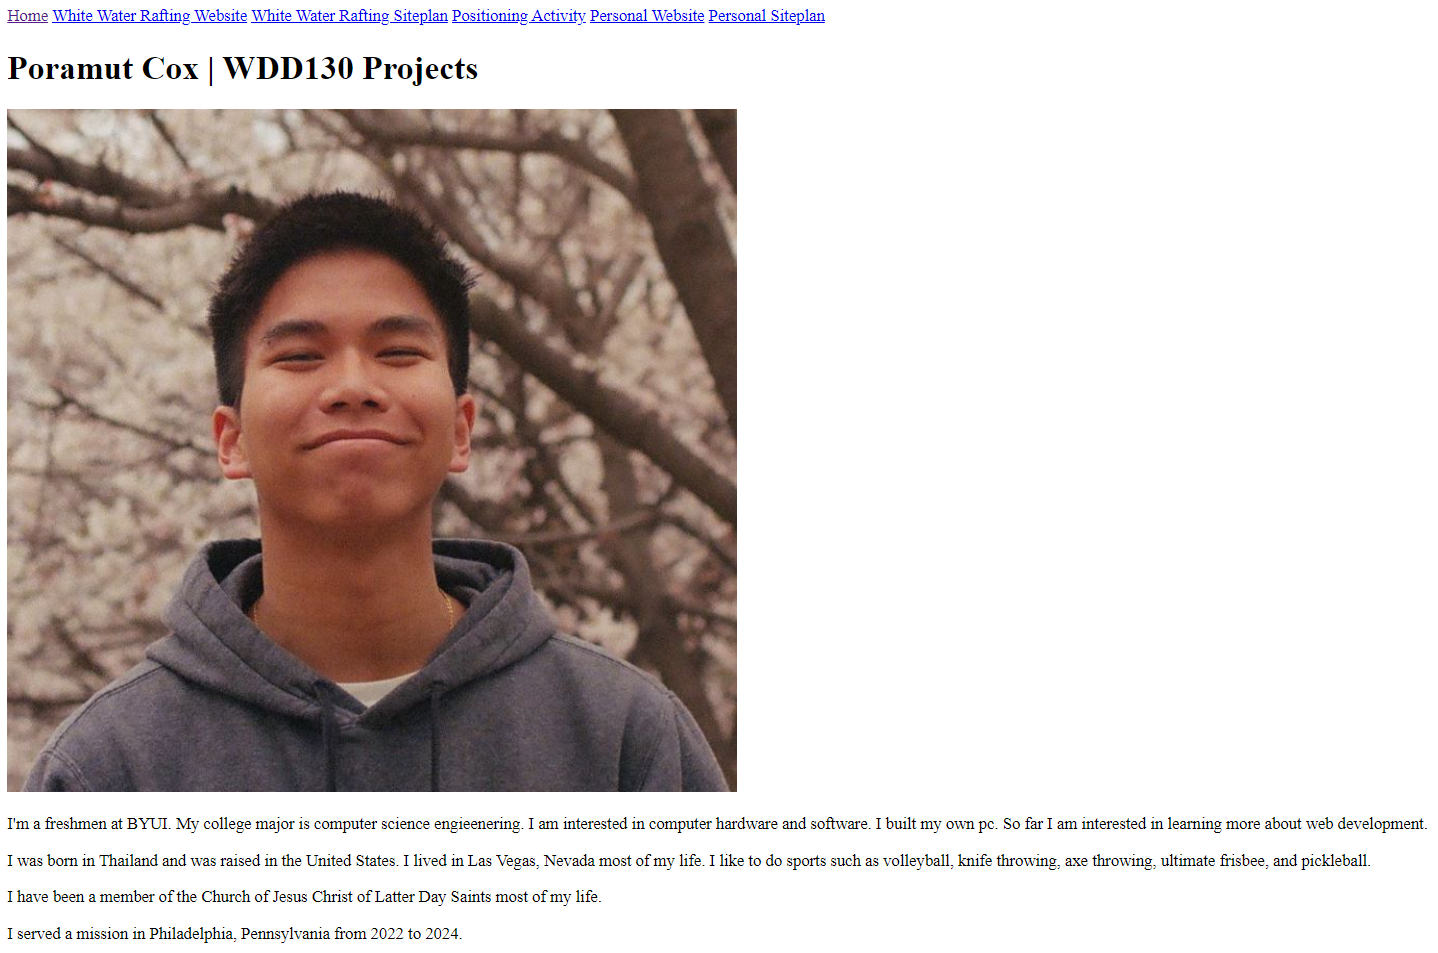 Home White Water Rafting Website White Water Rafting Siteplan Positioning Activity Personal Website Personal Siteplan
Poramut Cox | WDD130 Projects
I'm a freshmen at BYUI. My college major is computer science engieenering. I am interested in computer hardware and software. I built my own pc. So far I am interested in learning more about web development.
I was born in Thailand and was raised in the United States. I lived in Las Vegas, Nevada most of my life. I like to do sports such as volleyball, knife throwing, axe throwing, ultimate frisbee, and pickleball.
I have been a member of the Church of Jesus Christ of Latter Day Saints most of my life.
I served a mission in Philadelphia, Pennsylvania from 2022 to 2024.